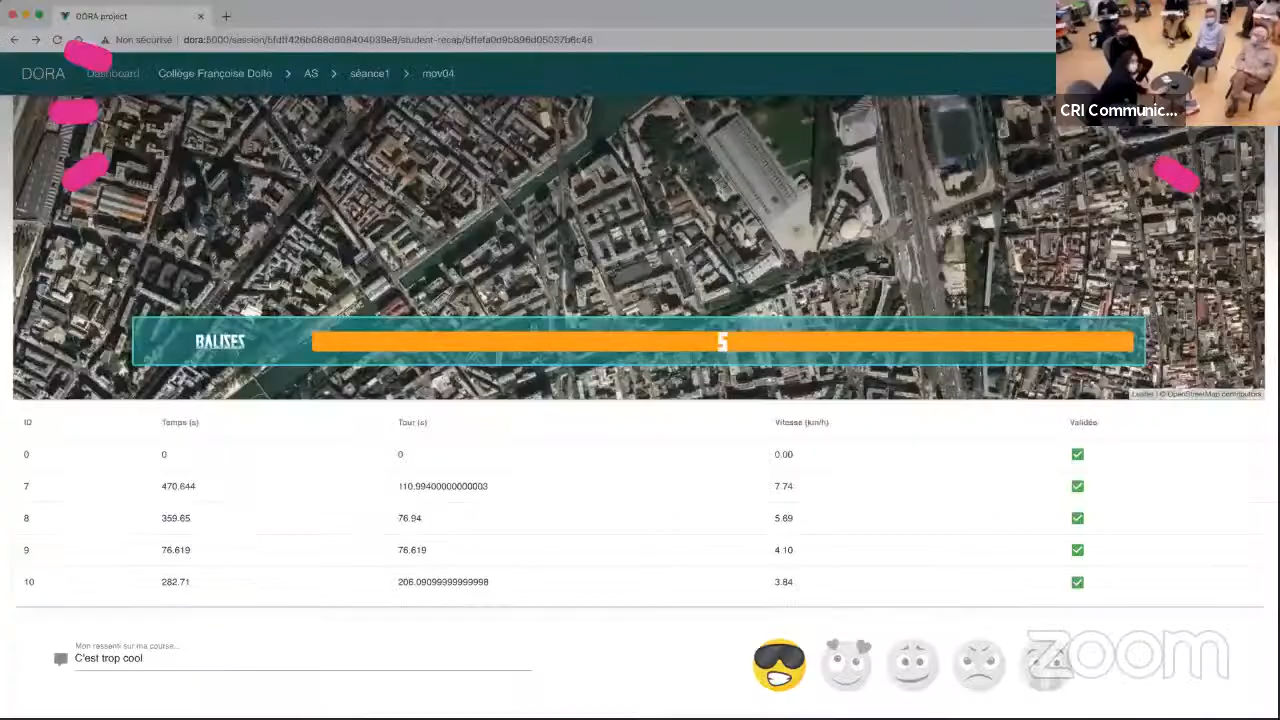 DORA project
Non sécurisé dora:5000/session/5fdff426b088d608404039e8/student-recap/5ffefa0d9b896d05037b6c46
DORA Dashboard Collège Françoise Dolto > AS > séance1 > mov04
CRI Communic...
BALISES 5
Leaflet | © OpenStreetMap contributors
ID Temps (s) Tour (s) Vitesse (km/h) Validée
0 0 0 0.00
7 470.644 110.99400000000003 7.74
8 359.65 76.94 5.69
9 76.619 76.619 4.10
10 282.71 206.09099999999998 3.84
Mon ressenti sur ma course...
C'est trop cool
zoom